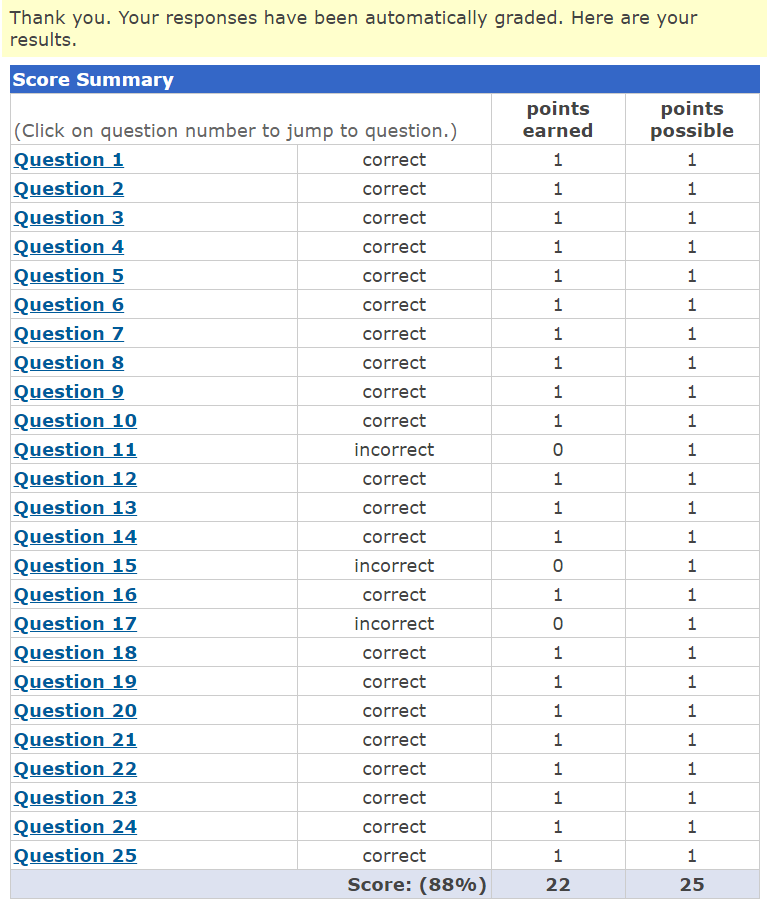 Thank you. Your responses have been automatically graded. Here are your
results.
Score Summary
(Click on question number to jump to question.) points earned points possible
Question 1 correct 1 1
Question 2 correct 1 1
Question 3 correct 1 1
Question 4 correct 1 1
Question 5 correct 1 1
Question 6 correct 1 1
Question 7 correct 1 1
Question 8 correct 1 1
Question 9 correct 1 1
Question 10 correct 1 1
Question 11 incorrect 0 1
Question 12 correct 1 1
Question 13 correct 1 1
Question 14 correct 1 1
Question 15 incorrect 0 1
Question 16 correct 1 1
Question 17 incorrect 0 1
Question 18 correct 1 1
Question 19 correct 1 1
Question 20 correct 1 1
Question 21 correct 1 1
Question 22 correct 1 1
Question 23 correct 1 1
Question 24 correct 1 1
Question 25 correct 1 1
Score: (88%) 22 25